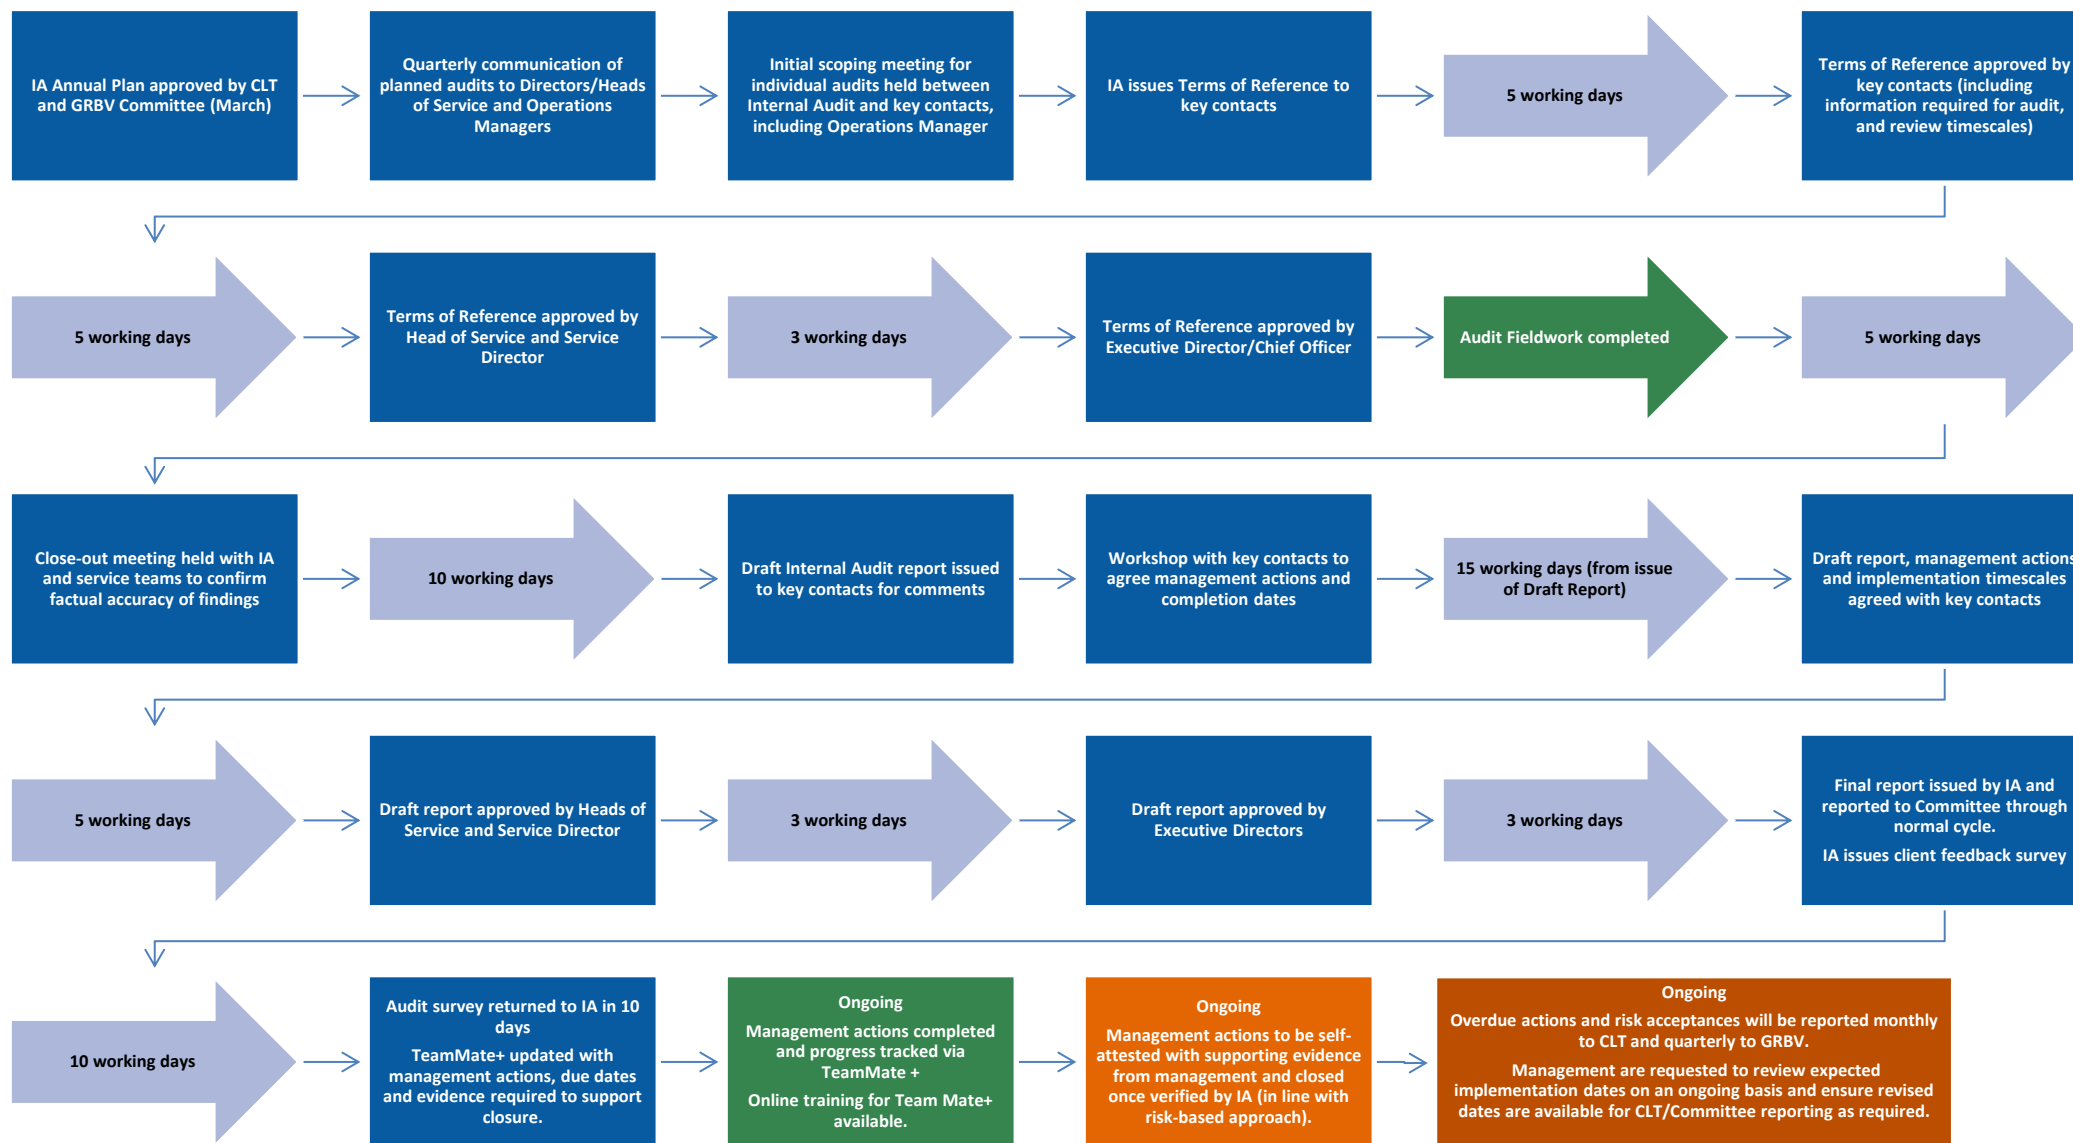 IA Annual Plan approved by CLT
and GRBV Committee (March)
Quarterly communication of
planned audits to Directors/Heads
of Service and Operations
Managers
Initial scoping meeting for
individual audits held between
Internal Audit and key contacts,
including Operations Manager
IA issues Terms of Reference to
key contacts
5 working days
Terms of Reference approved by
key contacts (including
information required for audit,
and review timescales)
5 working days
Terms of Reference approved by
Head of Service and Service
Director
3 working days
Terms of Reference approved by
Executive Director/Chief Officer
Audit Fieldwork completed
5 working days
Close-out meeting held with IA
and service teams to confirm
factual accuracy of findings
10 working days
Draft Internal Audit report issued
to key contacts for comments
Workshop with key contacts to
agree management actions and
completion dates
15 working days (from issue
of Draft Report)
Draft report, management actions
and implementation timescales
agreed with key contacts
5 working days
Draft report approved by Heads of
Service and Service Director
3 working days
Draft report approved by
Executive Directors
3 working days
Final report issued by IA and
reported to Committee through
normal cycle.
IA issues client feedback survey
10 working days
Audit survey returned to IA in 10
days
TeamMate+ updated with
management actions, due dates
and evidence required to support
closure.
Ongoing
Management actions completed
and progress tracked via
TeamMate +
Online training for Team Mate+
available.
Ongoing
Management actions to be self-
attested with supporting evidence
from management and closed
once verified by IA (in line with
risk-based approach).
Ongoing
Overdue actions and risk acceptances will be reported monthly
to CLT and quarterly to GRBV.
Management are requested to review expected
implementation dates on an ongoing basis and ensure revised
dates are available for CLT/Committee reporting as required.